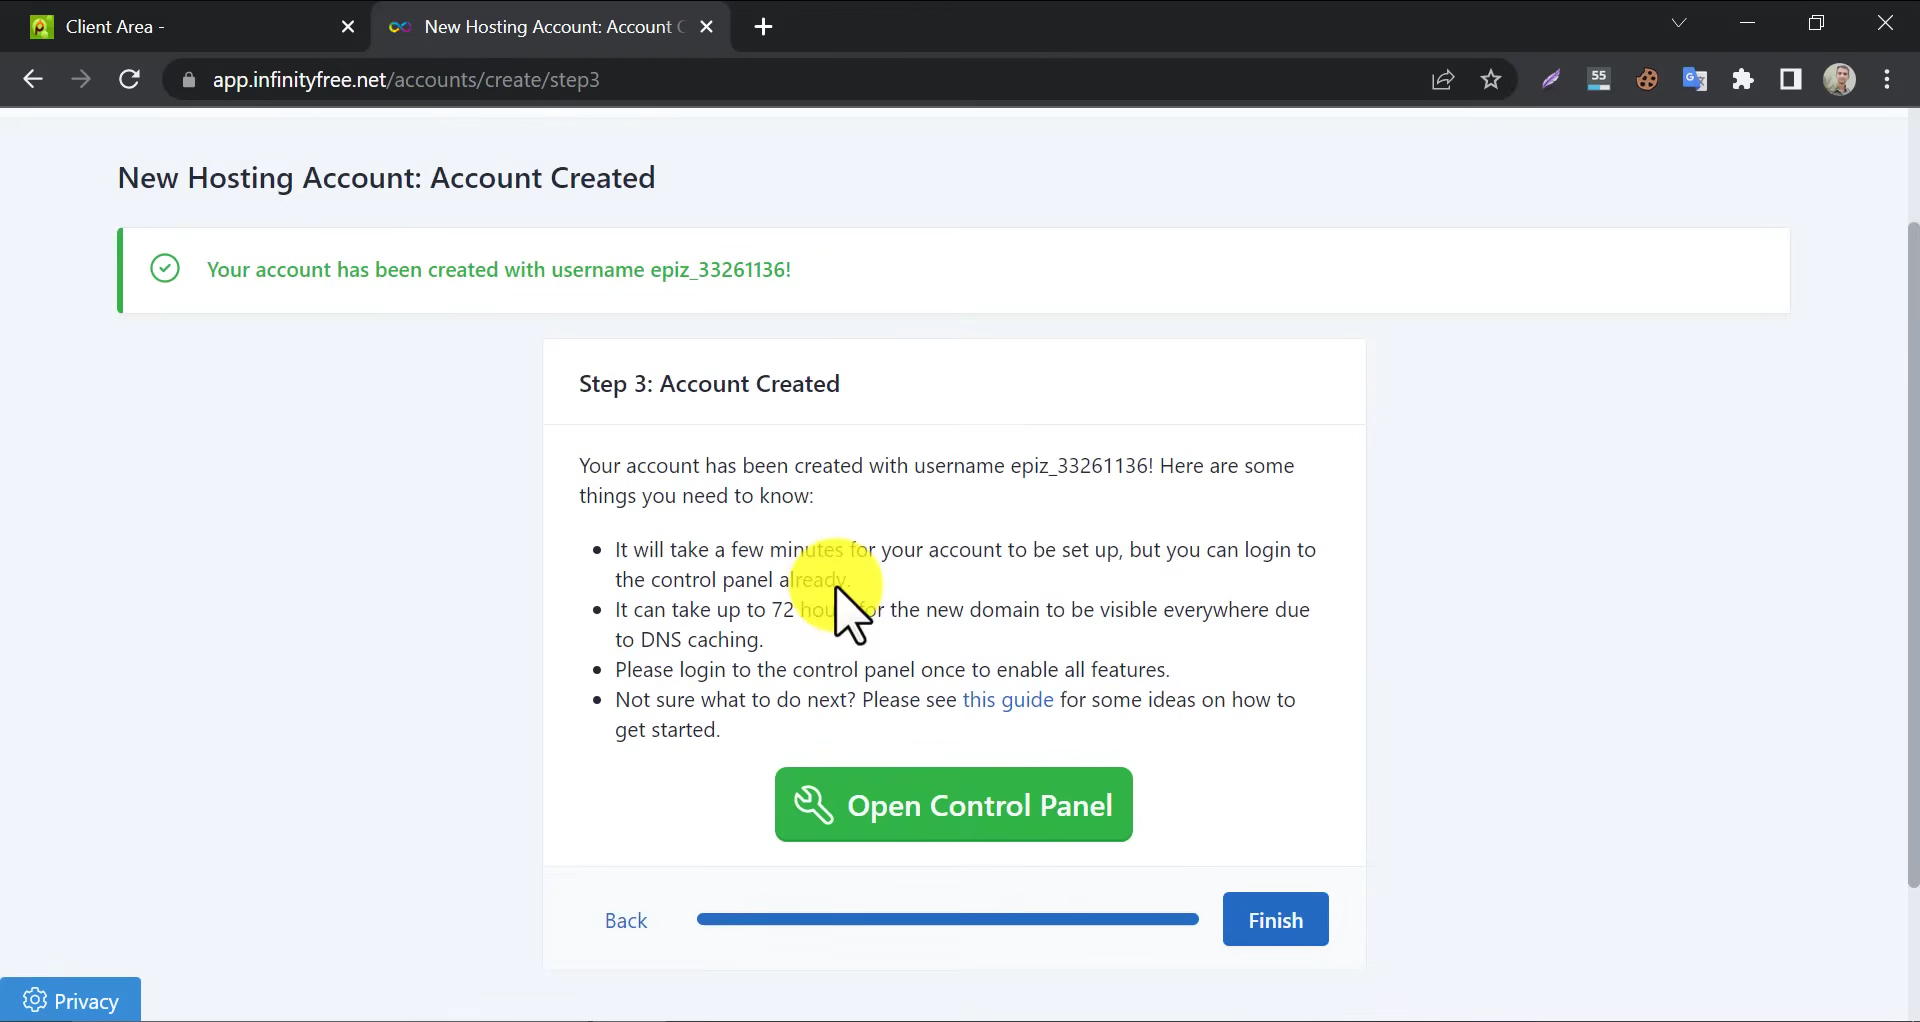 Client Area -
New Hosting Account: Account C
app.infinityfree.net/accounts/create/step3
55
New Hosting Account: Account Created
Your account has been created with username epiz_33261136!
Step 3: Account Created
Your account has been created with username epiz_33261136! Here are some
things you need to know:
It will take a few minutes for your account to be set up, but you can login to
the control panel already.
It can take up to 72 hours for the new domain to be visible everywhere due
to DNS caching.
Please login to the control panel once to enable all features.
Not sure what to do next? Please see this guide for some ideas on how to
get started.
Open Control Panel
Back
Finish
Privacy